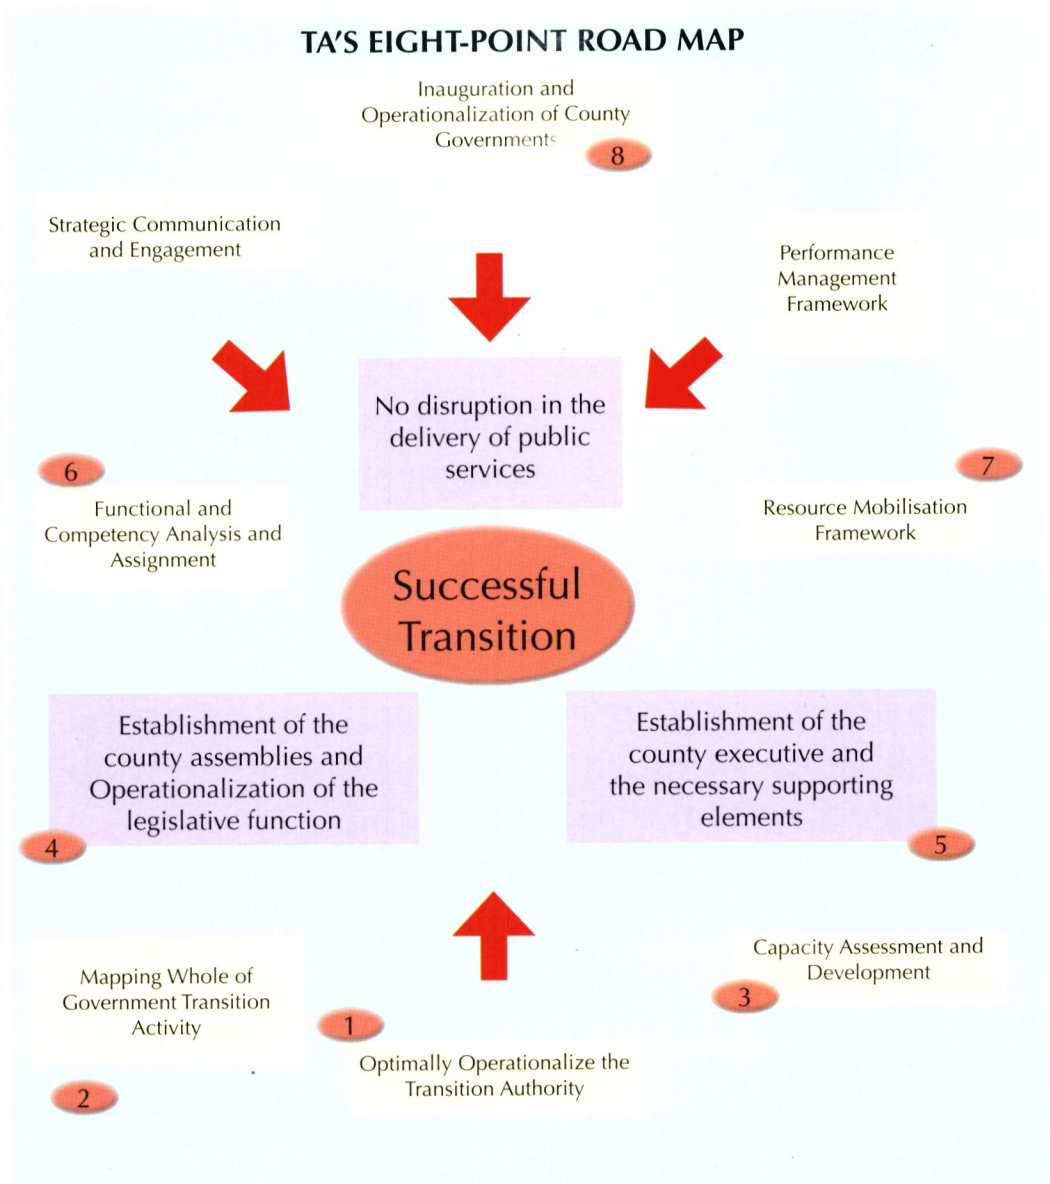 TA'S EIGHT-POINT ROAD MAP
Inauguration and
Operationalization of County
Governments
8
Strategic Communication
and Engagement
Performance
Management
Framework
No disruption in the
delivery of public
services
6
7
Functional and
Competency Analysis and
Assignment
Resource Mobilisation
Framework
Successful
Transition
Establishment of the
county assemblies and
Operationalization of the
legislative function
4
Establishment of the
county executive and
the necessary supporting
elements
5
Mapping Whole of
Government Transition
Activity
2
1
Optimally Operationalize the
Transition Authority
Capacity Assessment and
Development
3